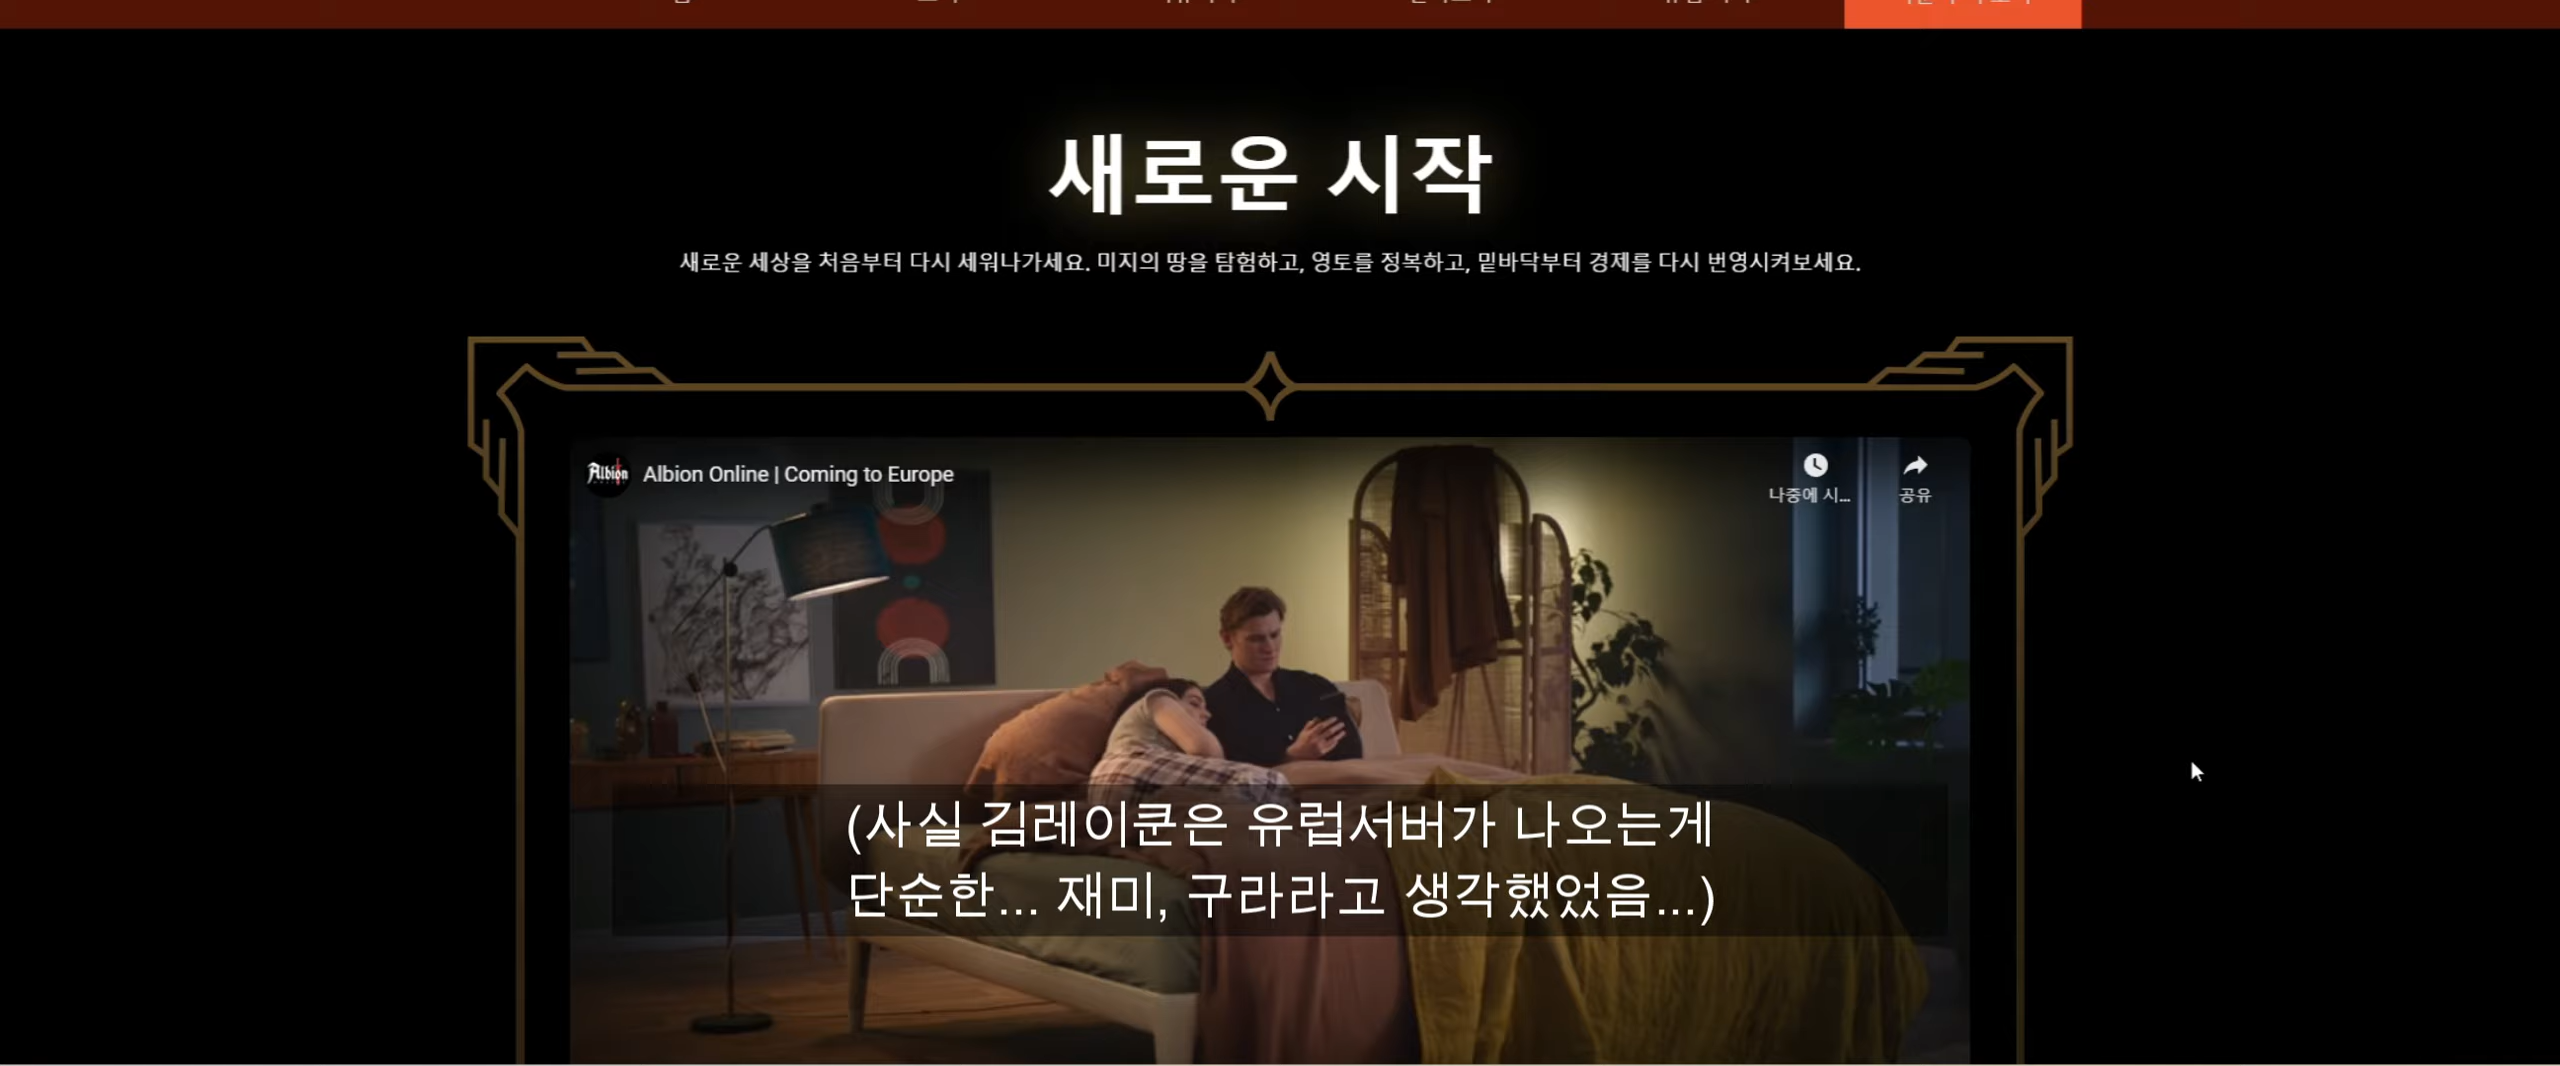 새로운 시작
새로운 세상을 처음부터 다시 세워나가세요. 미지의 땅을 탐험하고, 영토를 정복하고, 밑바닥부터 경제를 다시 번영시켜보세요.
Albion
Albion Online | Coming to Europe
나중에 시...
공유
(사실 김레이쿤은 유럽서버가 나오는게
단순한... 재미, 구라라고 생각했었음...)